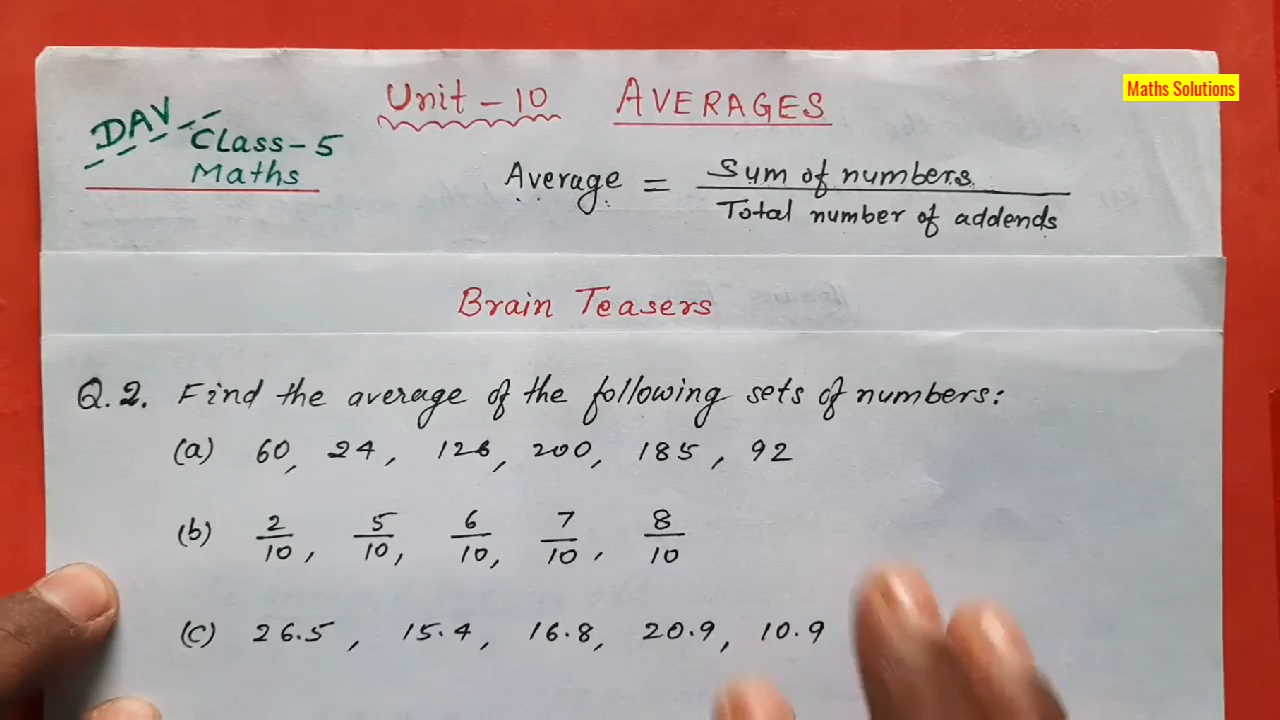 Unit - 10 AVERAGES
Maths Solutions
DAV Class - 5
Maths
Average = Sum of numbers / Total number of addends
Brain Teasers
Q.2. Find the average of the following sets of numbers:
(a) 60, 24, 126, 200, 185, 92
(b) 2/10, 5/10, 6/10, 7/10, 8/10
(c) 26.5, 15.4, 16.8, 20.9, 10.9